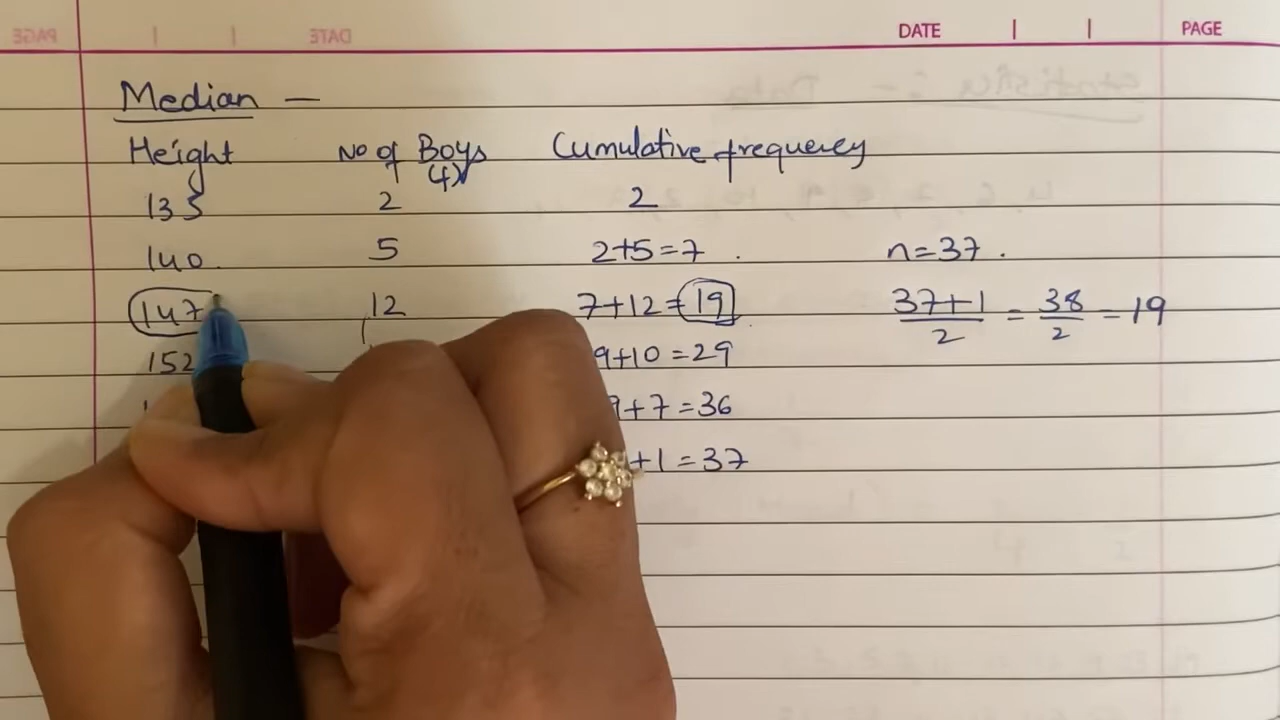 DATE PAGE
Median —
Height No of Boys Cumulative frequency
(f)
135 2 2
140 5 2+5=7 n=37
147 12 7+12=19 37+1/2 = 38/2 = 19
152 9+10=29
9+7=36
+1=37